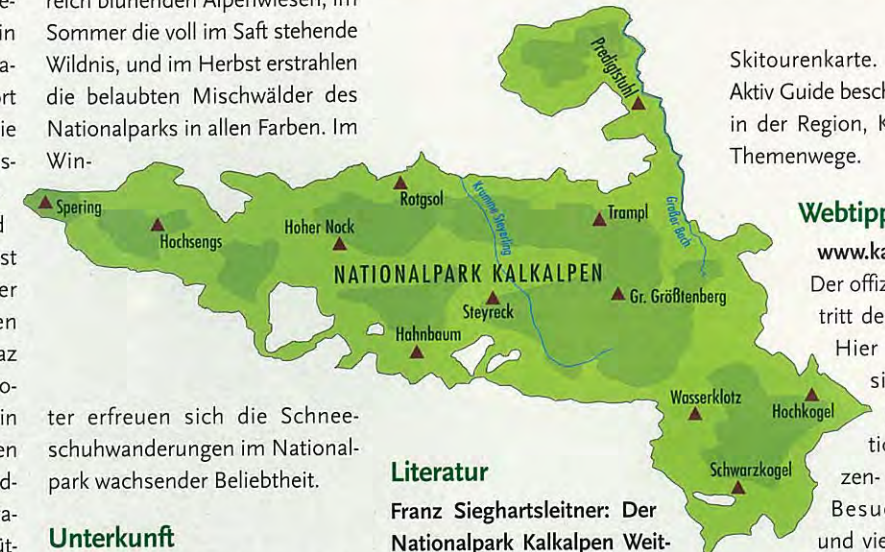 reich blühenden Alpenwiesen, im
Sommer die voll im Saft stehende
Wildnis, und im Herbst erstrahlen
die belaubten Mischwälder des
Nationalparks in allen Farben. Im
Win-
ter erfreuen sich die Schnee-
schuhwanderungen im National-
park wachsender Beliebtheit.
Unterkunft
Predigtstuhl
Spering
Hochsengs
Hoher Nock
Rotgsol
Krumme Steyerling
Trampl
Großer Bach
NATIONALPARK KALKALPEN
Steyreck
Gr. Größtenberg
Hahnbaum
Wasserklotz
Hochkogel
Schwarzkogel
Literatur
Franz Sieghartsleitner: Der
Nationalpark Kalkalpen Weit-
Skitourenkarte.
Aktiv Guide besch
in der Region, K
Themenwege.
Webtipp
www.ka
Der offiz
tritt de
Hier
si
tio
zen-
Besuc
und vie